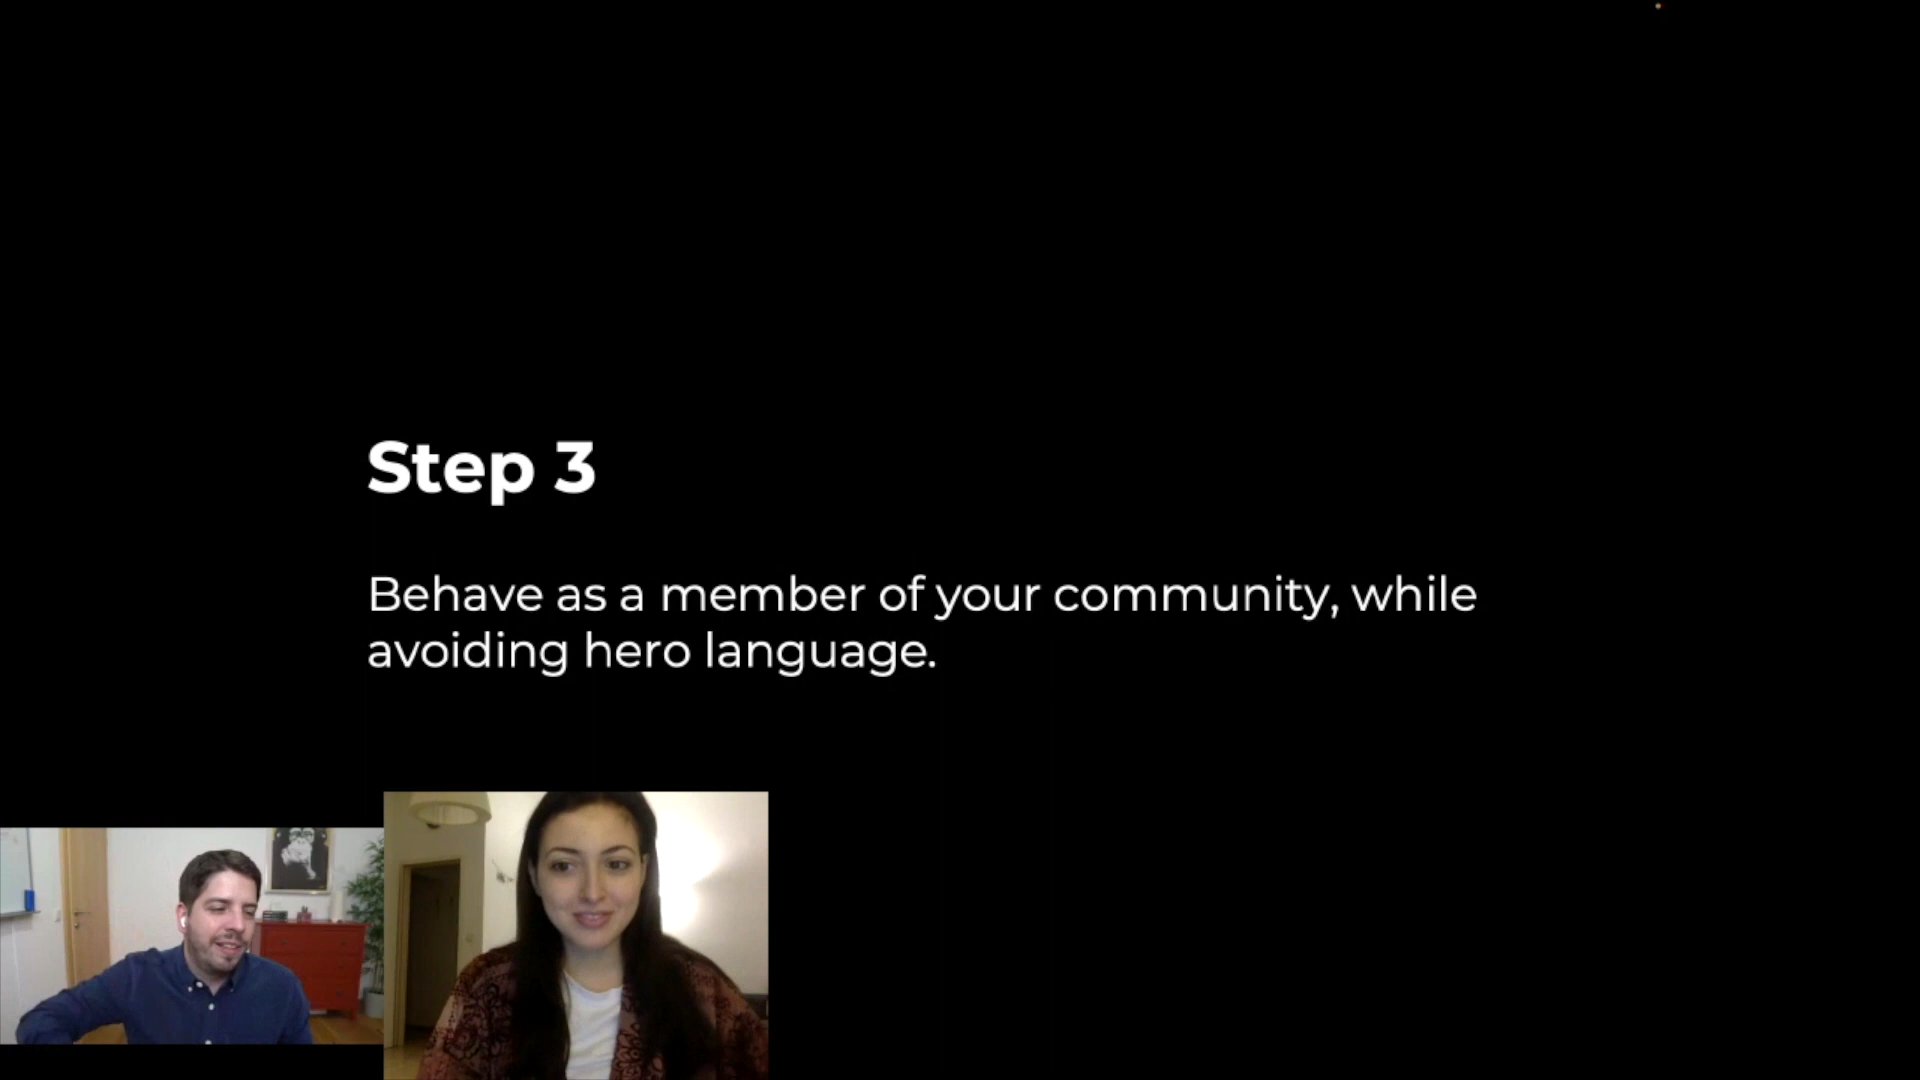 Step 3
Behave as a member of your community, while
avoiding hero language.